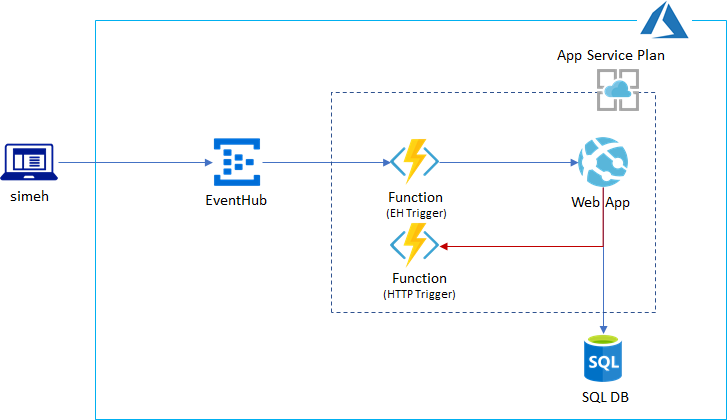 App Service Plan
simeh
EventHub
Function
(EH Trigger)
Web App
Function
(HTTP Trigger)
SQL
SQL DB